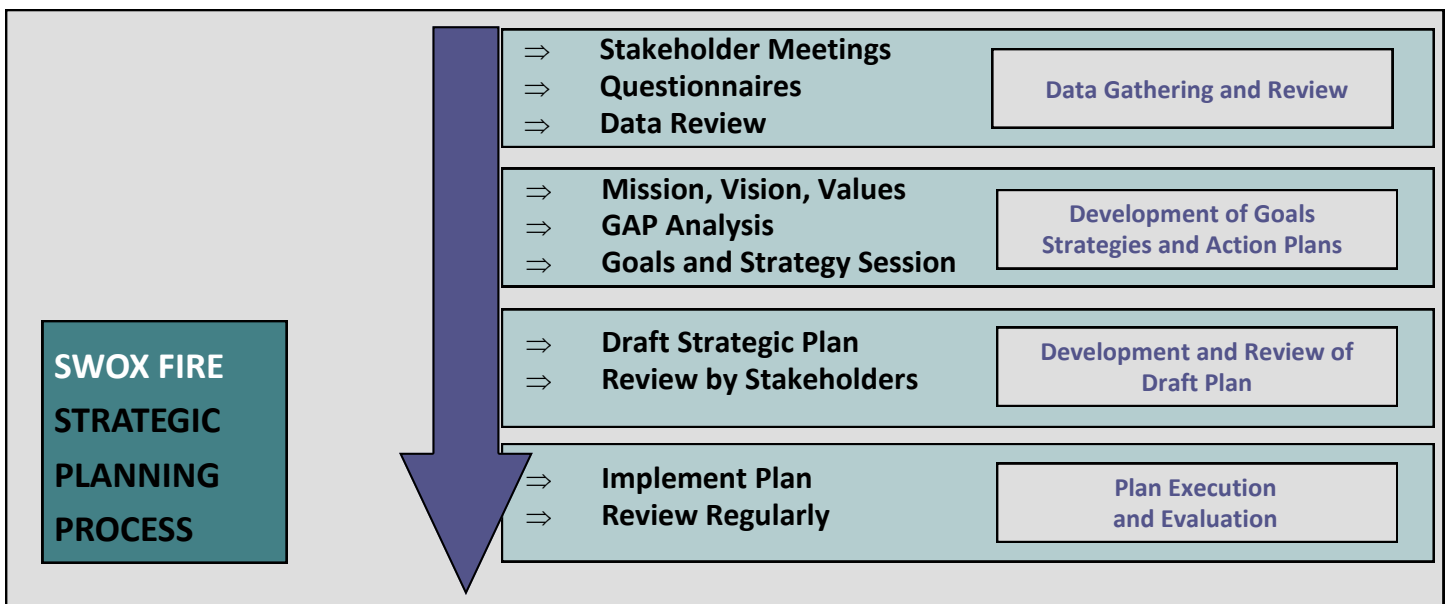 ⇒ Stakeholder Meetings
⇒ Questionnaires
⇒ Data Review
Data Gathering and Review
⇒ Mission, Vision, Values
⇒ GAP Analysis
⇒ Goals and Strategy Session
Development of Goals
Strategies and Action Plans
⇒ Draft Strategic Plan
⇒ Review by Stakeholders
Development and Review of
Draft Plan
⇒ Implement Plan
⇒ Review Regularly
Plan Execution
and Evaluation
SWOX FIRE
STRATEGIC
PLANNING
PROCESS